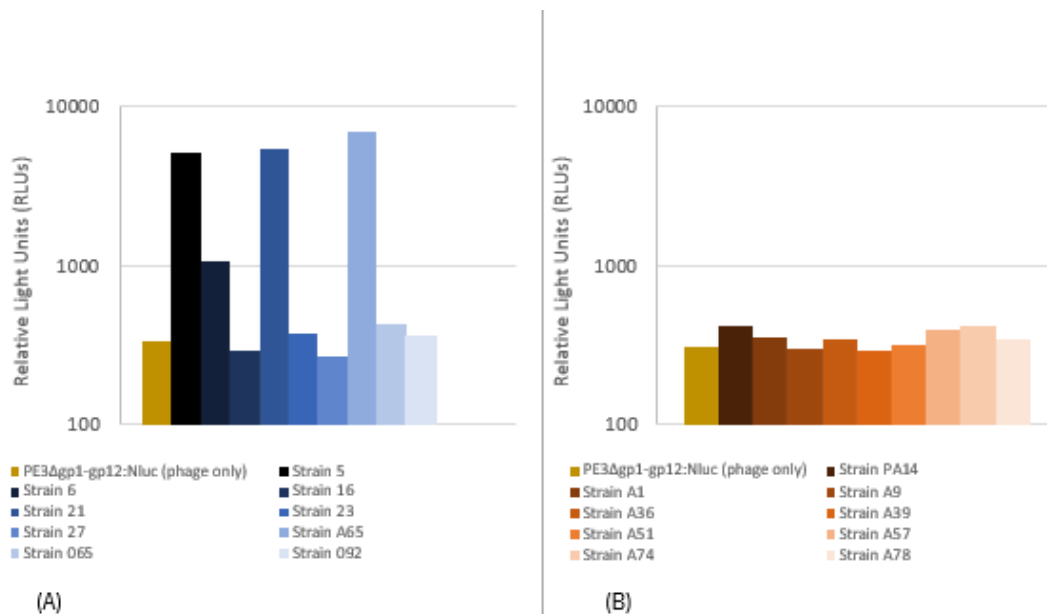 10000
1000
100
Relative Light Units (RLUs)
PE3Δgp1-gp12:Nluc (phage only)
Strain 5
Strain 6
Strain 16
Strain 21
Strain 23
Strain 27
Strain A65
Strain 065
Strain 092
(A)
10000
1000
100
Relative Light Units (RLUs)
PE3Δgp1-gp12:Nluc (phage only)
Strain PA14
Strain A1
Strain A9
Strain A36
Strain A39
Strain A51
Strain A57
Strain A74
Strain A78
(B)